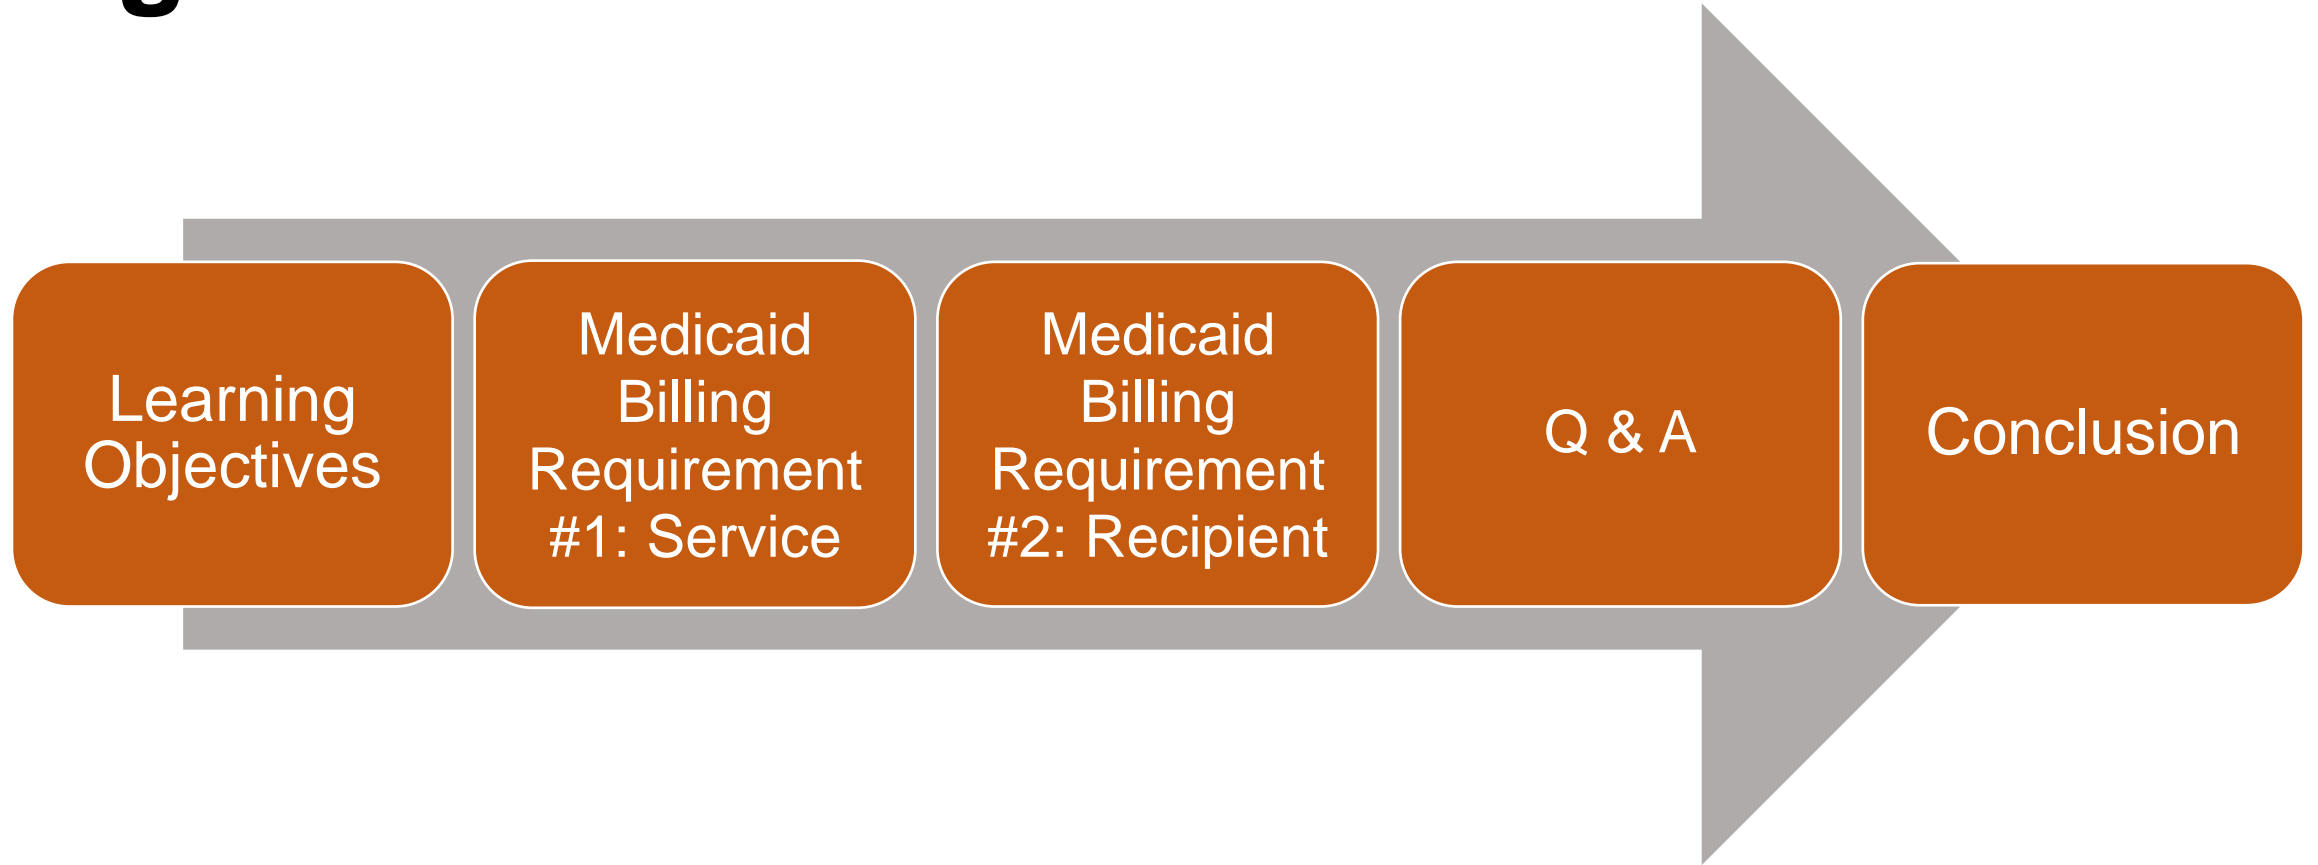 Learning
Objectives
Medicaid
Billing
Requirement
#1: Service
Medicaid
Billing
Requirement
#2: Recipient
Q & A
Conclusion